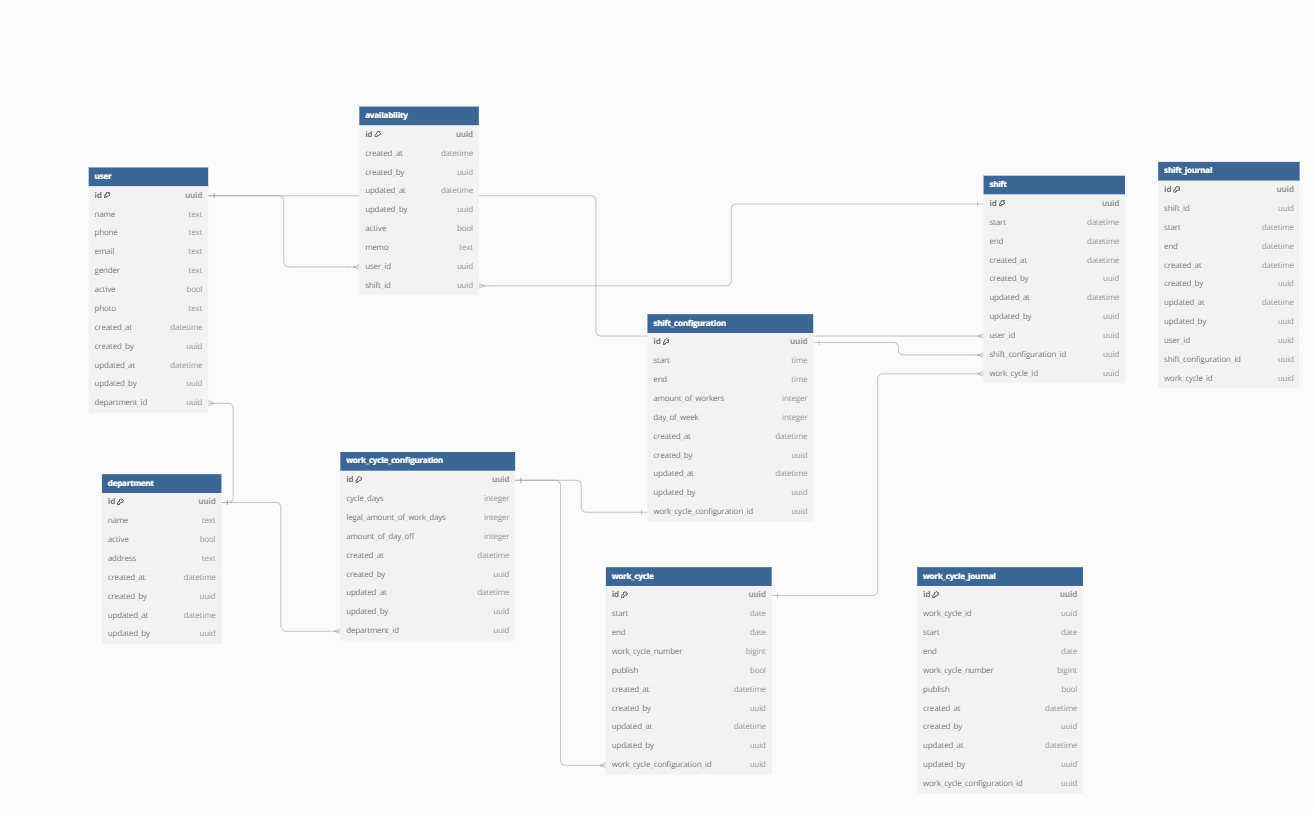 availability
id uuid
created_at datetime
created_by uuid
updated_at datetime
updated_by uuid
active bool
memo text
user_id uuid
shift_id uuid
user
id uuid
name text
phone text
email text
gender text
active bool
photo text
created_at datetime
created_by uuid
updated_at datetime
updated_by uuid
department_id uuid
shift
id uuid
start datetime
end datetime
created_at datetime
created_by uuid
updated_at datetime
updated_by uuid
user_id uuid
shift_configuration_id uuid
work_cycle_id uuid
shift_journal
id uuid
shift_id uuid
start datetime
end datetime
created_at datetime
created_by uuid
updated_at datetime
updated_by uuid
user_id uuid
shift_configuration_id uuid
work_cycle_id uuid
shift_configuration
id uuid
start time
end time
amount_of_workers integer
day_of_week integer
created_at datetime
created_by uuid
updated_at datetime
updated_by uuid
work_cycle_configuration_id uuid
department
id uuid
name text
active bool
address text
created_at datetime
created_by uuid
updated_at datetime
updated_by uuid
work_cycle_configuration
id uuid
cycle_days integer
legal_amount_of_work_days integer
amount_of_day_off integer
created_at datetime
created_by uuid
updated_at datetime
updated_by uuid
department_id uuid
work_cycle
id uuid
start date
end date
work_cycle_number bigint
publish bool
created_at datetime
created_by uuid
updated_at datetime
updated_by uuid
work_cycle_configuration_id uuid
work_cycle_journal
id uuid
work_cycle_id uuid
start date
end date
work_cycle_number bigint
publish bool
created_at datetime
created_by uuid
updated_at datetime
updated_by uuid
work_cycle_configuration_id uuid